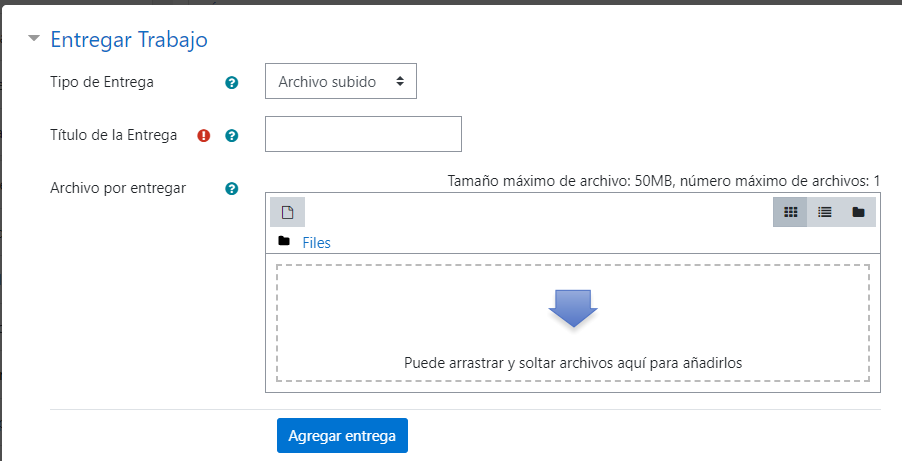 Entregar Trabajo
Tipo de Entrega
Archivo subido
Título de la Entrega
Archivo por entregar
Tamaño máximo de archivo: 50MB, número máximo de archivos: 1
Files
Puede arrastrar y soltar archivos aquí para añadirlos
Agregar entrega